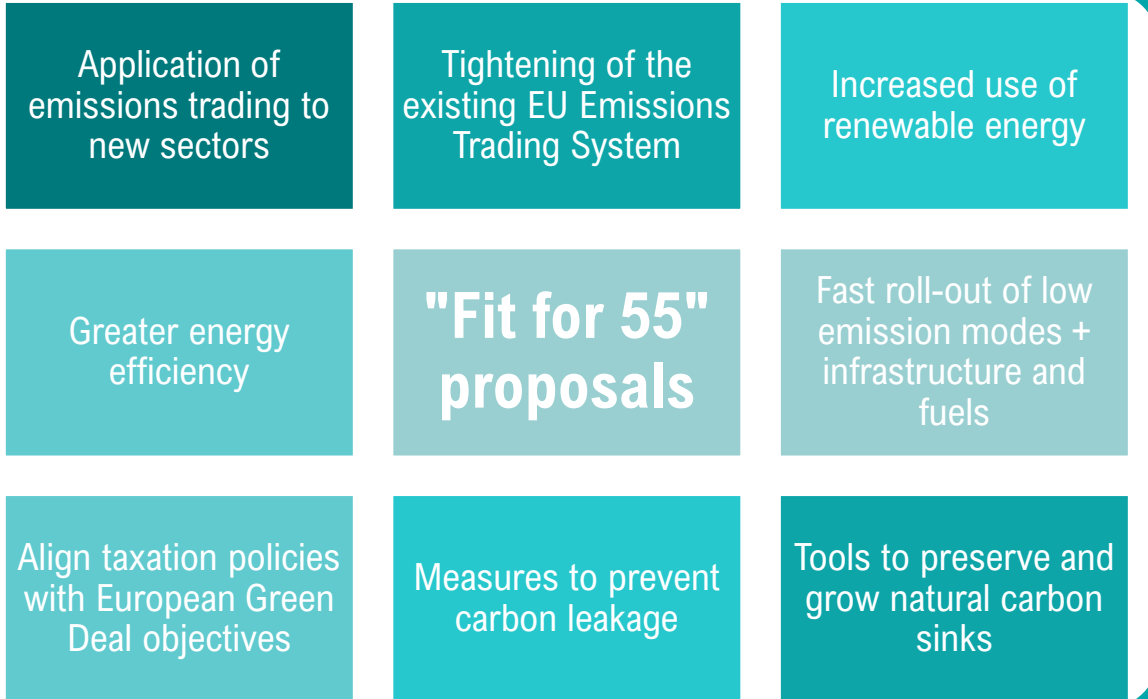 Application of
emissions trading to
new sectors
Tightening of the
existing EU Emissions
Trading System
Increased use of
renewable energy
Greater energy
efficiency
"Fit for 55"
proposals
Fast roll-out of low
emission modes +
infrastructure and
fuels
Align taxation policies
with European Green
Deal objectives
Measures to prevent
carbon leakage
Tools to preserve and
grow natural carbon
sinks